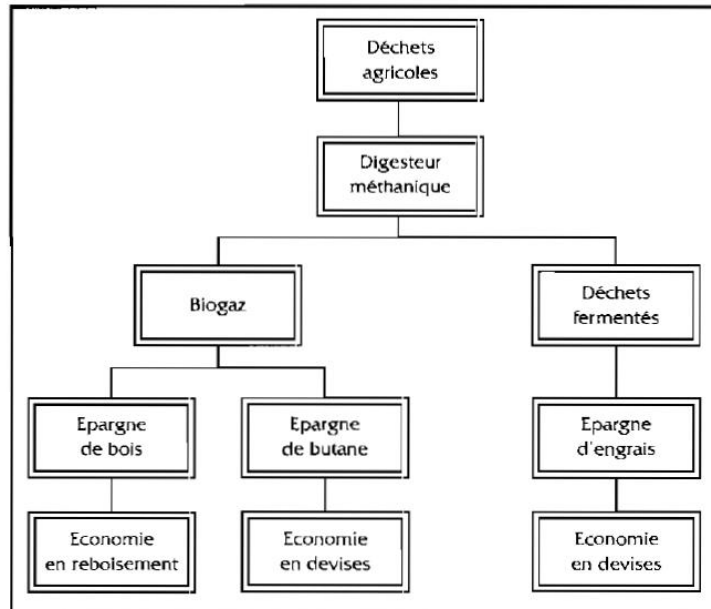 Déchets
agricoles
Digesteur
méthanique
Biogaz
Déchets
fermentés
Epargne
de bois
Epargne
de butane
Epargne
d'engrais
Economie
en reboisement
Economie
en devises
Economie
en devises